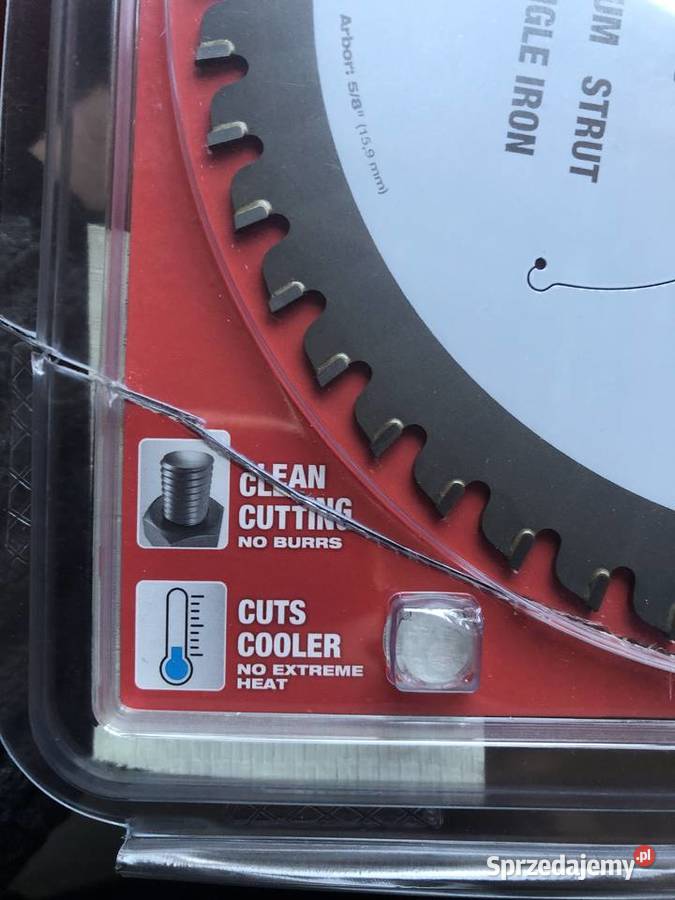 UM STRUT
NGLE IRON
Arbor: 5/8" (15,9 mm)
CLEAN
CUTTING
NO BURRS
CUTS
COOLER
NO EXTREME
HEAT
Sprzedajemy.pl